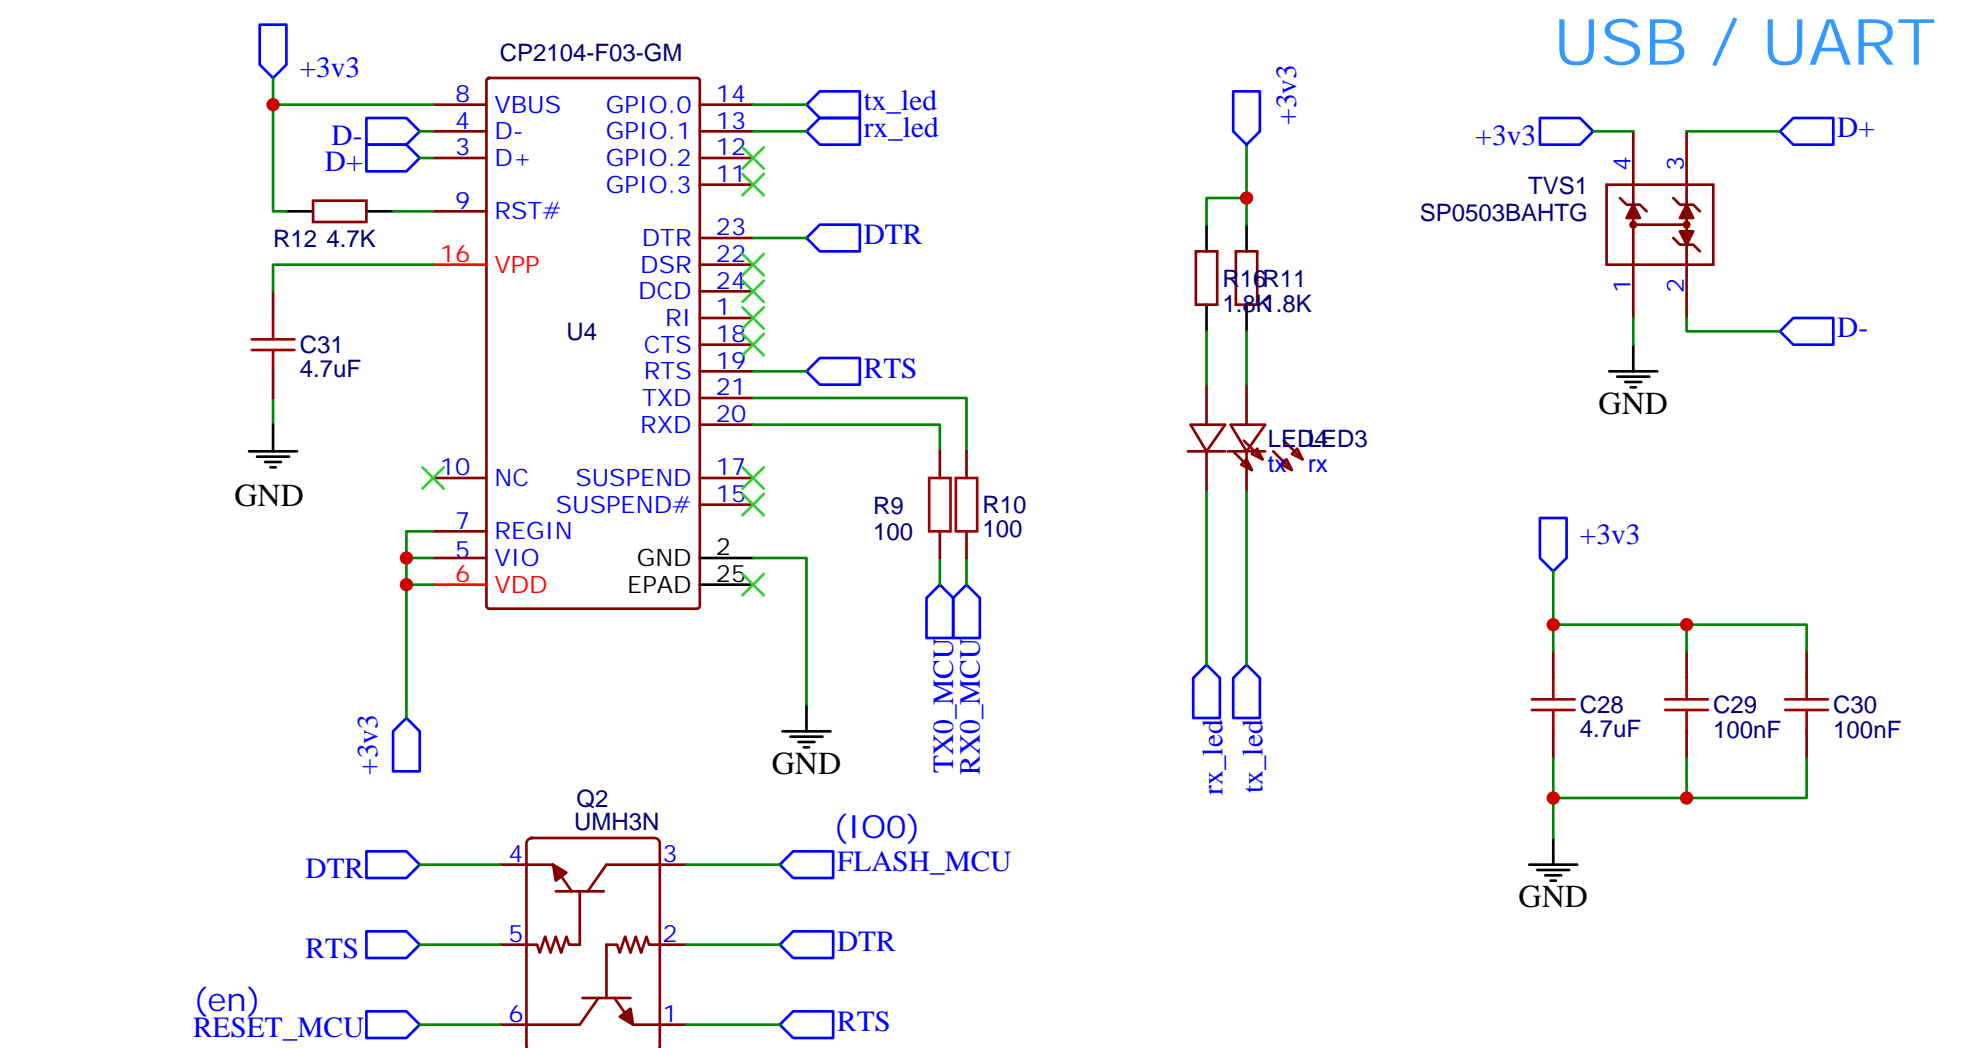 USB / UART
+3v3
CP2104-F03-GM
8 VBUS
4 D-
3 D+
D-
D+
9 RST#
R12 4.7K
16 VPP
C31
4.7uF
GND
U4
10 NC
7 REGIN
5 VIO
6 VDD
+3v3
GPIO.0 14 tx_led
GPIO.1 13 rx_led
GPIO.2 12
GPIO.3 11
DTR 23 DTR
DSR 22
DCD 24
RI 1
CTS 18
RTS 19 RTS
TXD 21
RXD 20
SUSPEND 17
SUSPEND# 15
GND 2
EPAD 25
R9
100
R10
100
TX0_MCU
RX0_MCU
GND
+3v3
R16
1.8K
R11
1.8K
LED4
tx
LED3
rx
rx_led
tx_led
+3v3
D+
4
3
TVS1
SP0503BAHTG
1
2
D-
GND
+3v3
C28
4.7uF
C29
100nF
C30
100nF
GND
Q2
UMH3N
(IO0)
DTR 4 3 FLASH_MCU
RTS 5 2 DTR
(en)
RESET_MCU 6 1 RTS